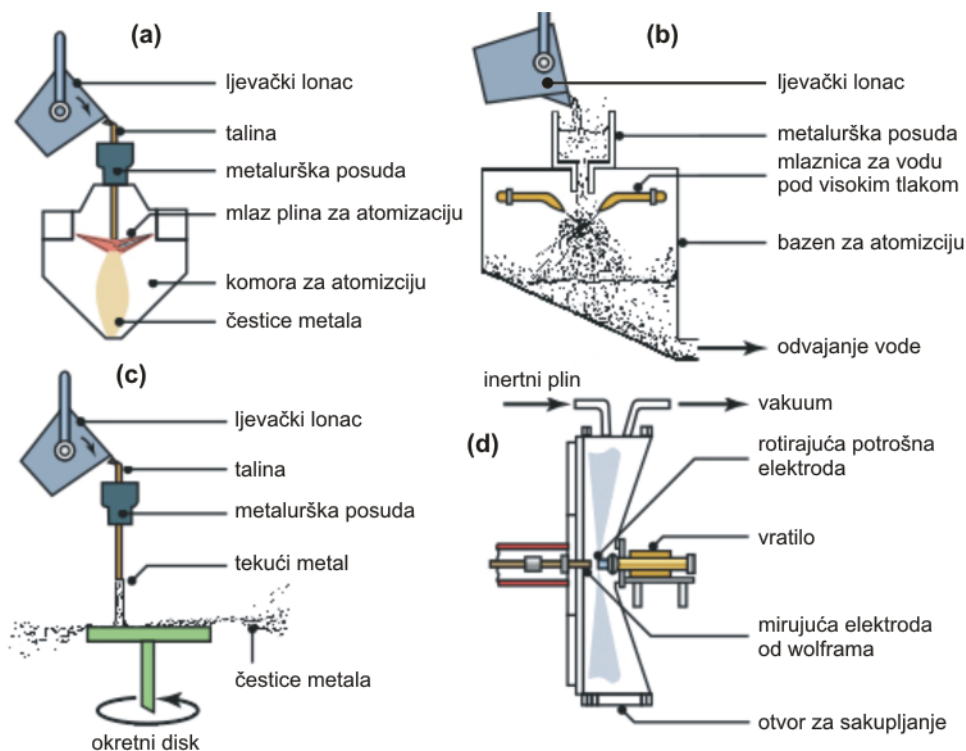 (a)
ljevački lonac
talina
metalurška posuda
mlaz plina za atomizaciju
komora za atomizciju
čestice metala
(b)
ljevački lonac
metalurška posuda
mlaznica za vodu
pod visokim tlakom
bazen za atomizciju
odvajanje vode
(c)
ljevački lonac
talina
metalurška posuda
tekući metal
čestice metala
okretni disk
(d)
inertni plin
vakuum
rotirajuća potrošna
elektroda
vratilo
mirujuća elektroda
od wolframa
otvor za sakupljanje